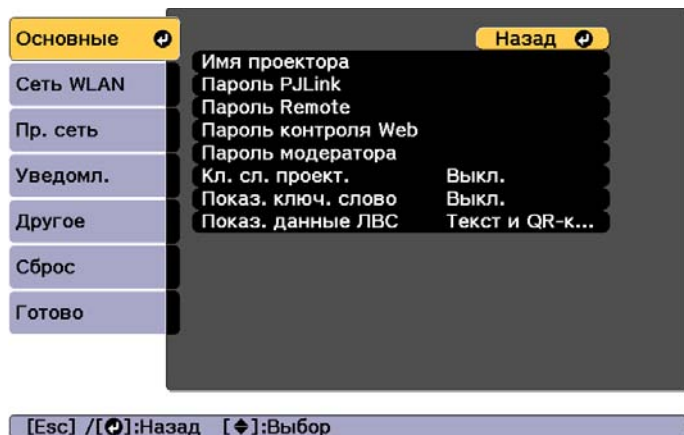 Основные
Сеть WLAN
Пр. сеть
Уведомл.
Другое
Сброс
Готово
Назад
Имя проектора
Пароль PJLink
Пароль Remote
Пароль контроля Web
Пароль модератора
Кл. сл. проект. Выкл.
Показ. ключ. слово Выкл.
Показ. данные ЛВС Текст и QR-к...
[Esc] /[]:Назад []:Выбор